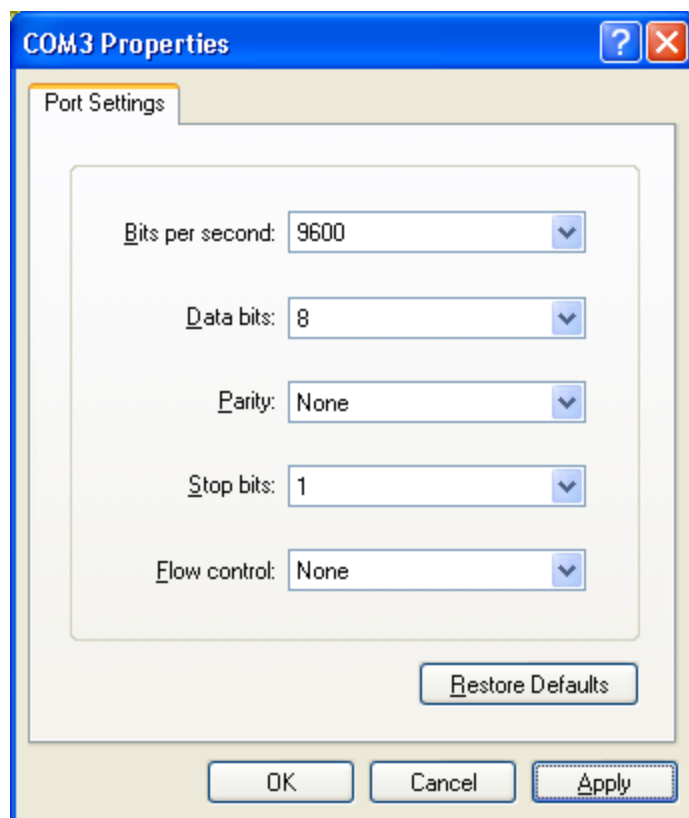 COM3 Properties
?
Port Settings
Bits per second: 9600
Data bits: 8
Parity: None
Stop bits: 1
Flow control: None
Restore Defaults
OK Cancel Apply